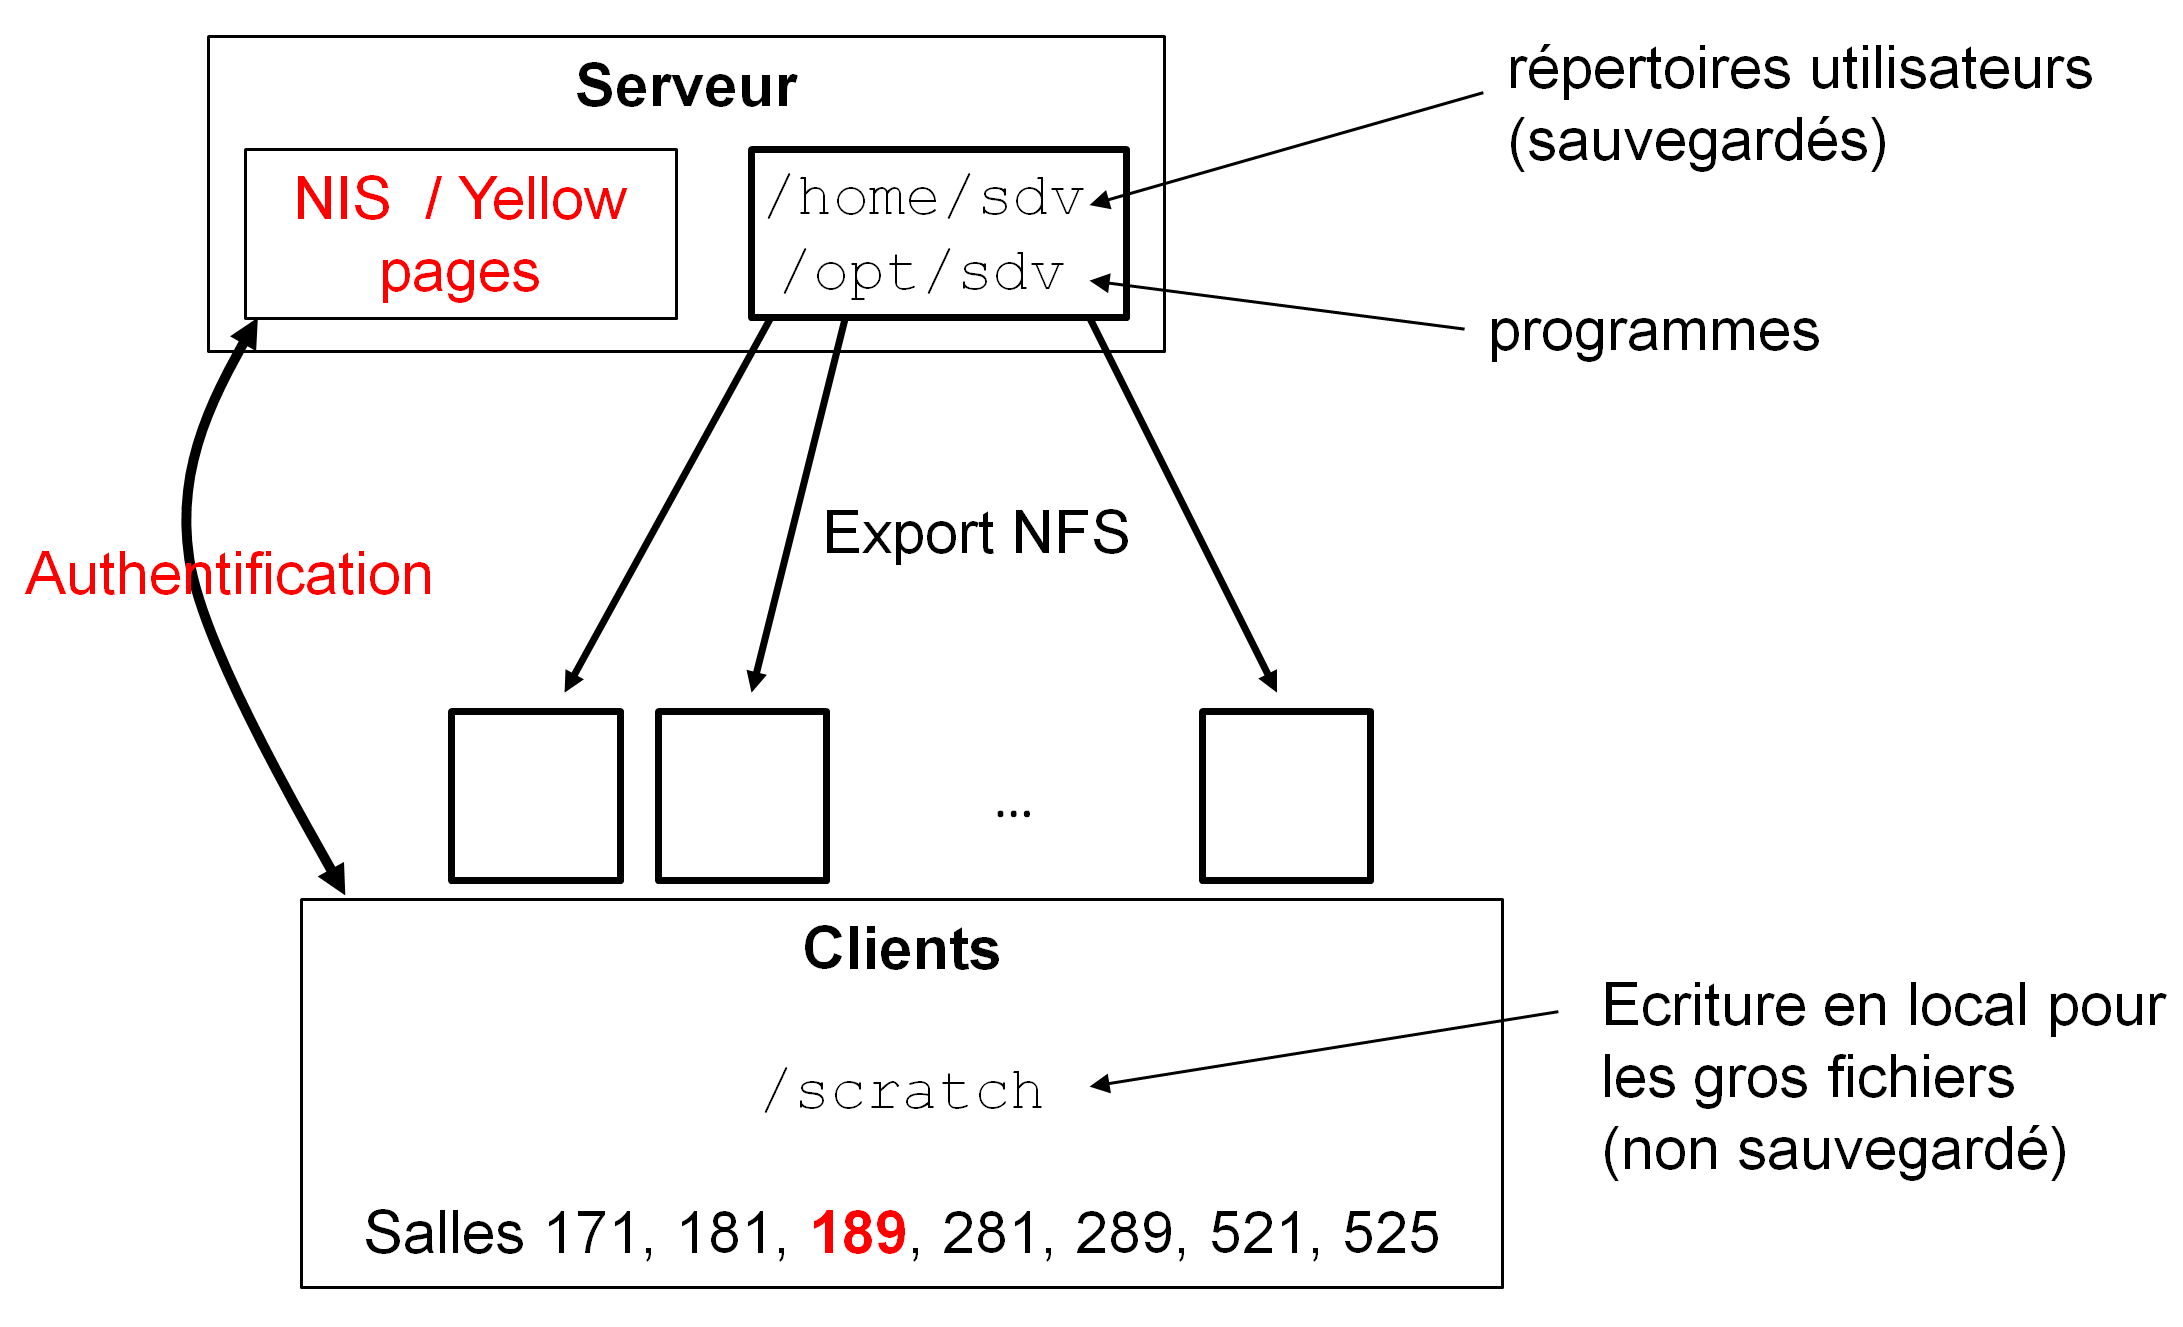 Serveur
répertoires utilisateurs
(sauvegardés)
NIS / Yellow
pages
/home/sdv
/opt/sdv
programmes
Export NFS
Authentification
...
Clients
/scratch
Ecriture en local pour
les gros fichiers
(non sauvegardé)
Salles 171, 181, 189, 281, 289, 521, 525